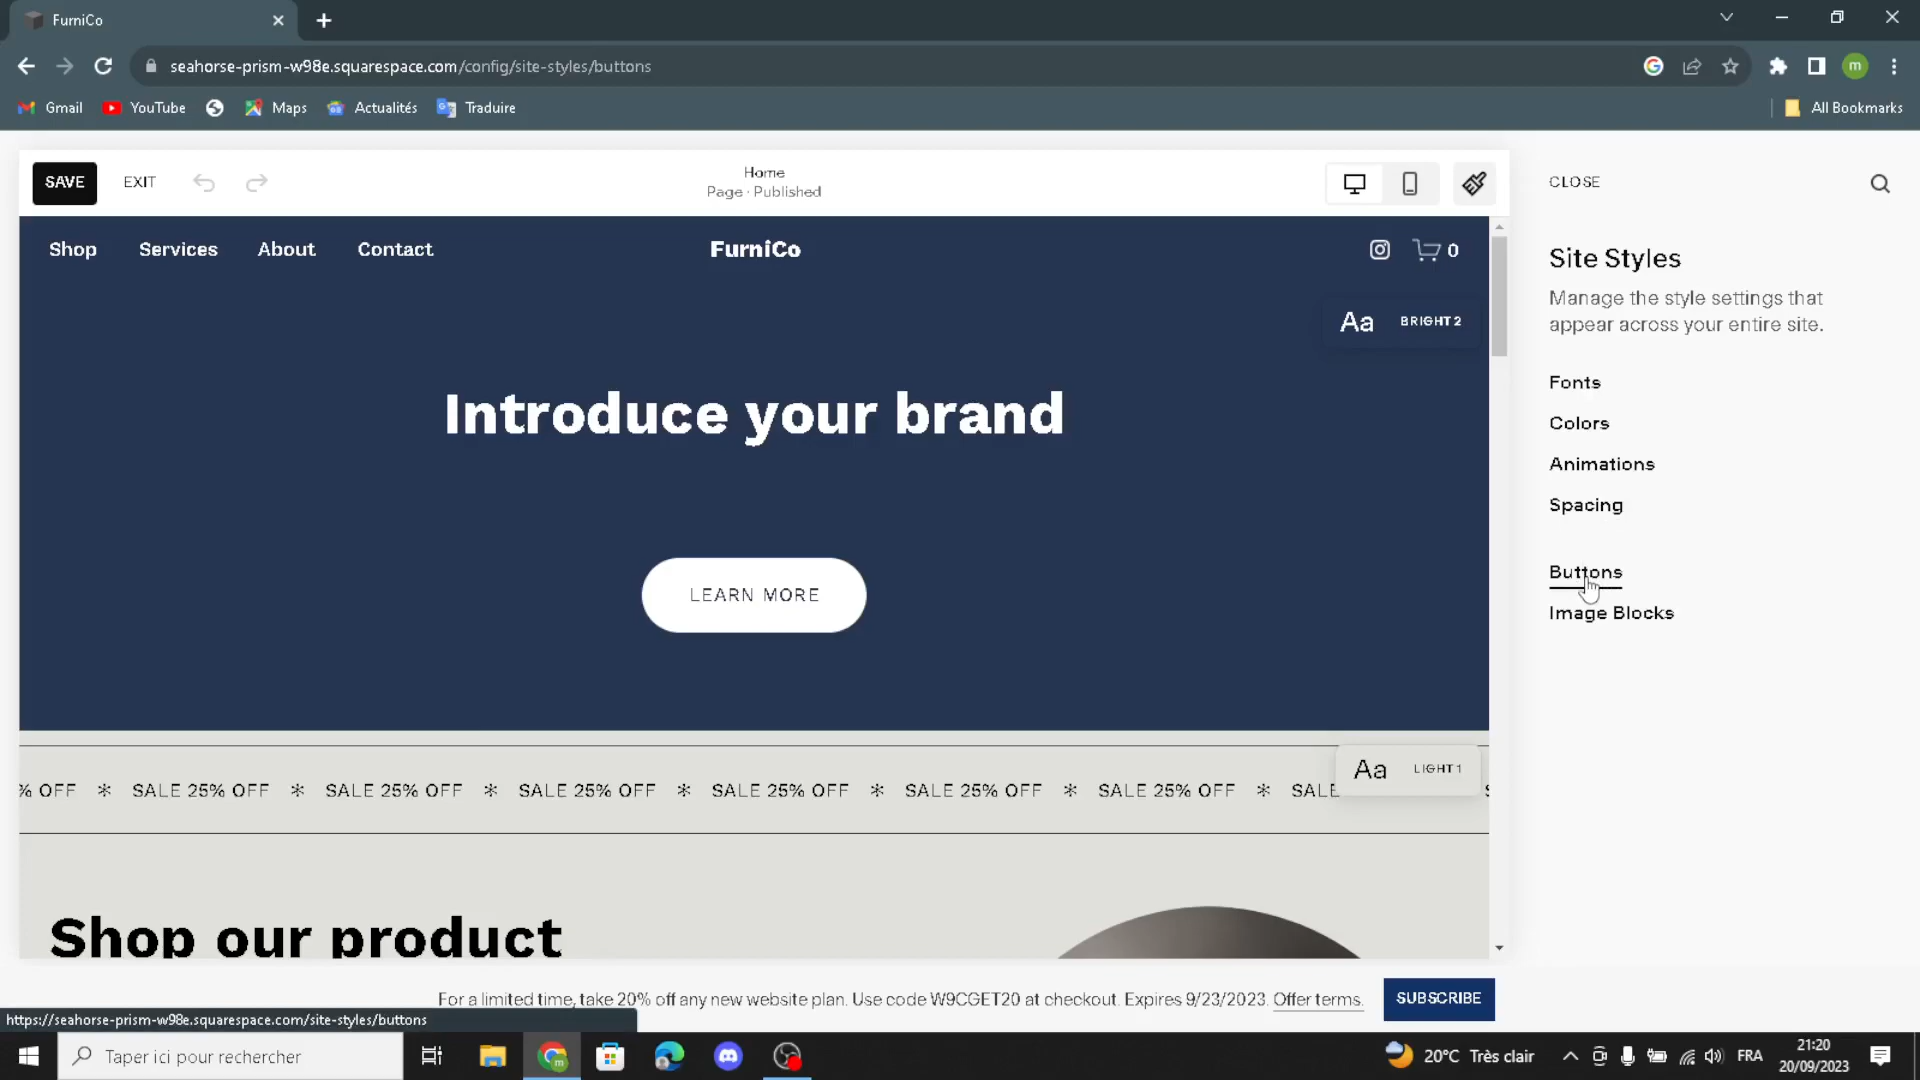 FurniCo
seahorse-prism-w98e.squarespace.com/config/site-styles/buttons
m
Gmail
YouTube
Maps
Actualités
Traduire
All Bookmarks
SAVE
EXIT
Home
Page · Published
CLOSE
Shop
Services
About
Contact
FurniCo
0
Aa
BRIGHT 2
Introduce your brand
LEARN MORE
Site Styles
Manage the style settings that
appear across your entire site.
Fonts
Colors
Animations
Spacing
Buttons
Image Blocks
% OFF * SALE 25% OFF * SALE 25% OFF * SALE 25% OFF * SALE 25% OFF * SALE 25% OFF * SALE 25% OFF * SALE
Aa
LIGHT 1
Shop our product
For a limited time, take 20% off any new website plan. Use code W9CGET20 at checkout. Expires 9/23/2023. Offer terms.
SUBSCRIBE
https://seahorse-prism-w98e.squarespace.com/site-styles/buttons
Taper ici pour rechercher
20°C Très clair
FRA
21:20
20/09/2023